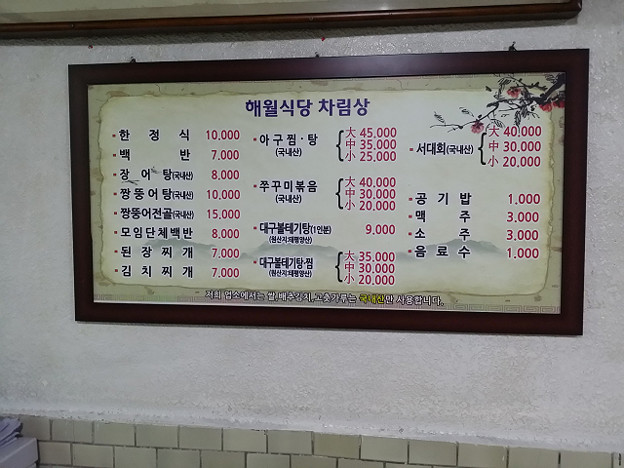 해월식당 차림상
한정식 10.000
백반 7.000
장어탕(국내산) 8,000
짱뚱어탕(국내산) 10,000
짱뚱어전골(국내산) 15,000
모임단체백반 8,000
된장찌개 7,000
김치찌개 7,000
아구찜·탕 (국내산) 大 45,000
中 35,000
小 25,000
쭈꾸미볶음 (국내산) 大 40,000
中 30,000
小 20,000
대구볼테기탕(1인분) 9.000
(원산지:태평양산)
대구볼테기탕·찜 (원산지:태평양산) 大 35,000
中 30,000
小 20,000
서대회(국내산) 大 40,000
中 30,000
小 20,000
공기밥 1.000
맥주 3.000
소주 3.000
음료수 1.000
저희 업소에서는 쌀,배추김치,고춧가루는 국내산만 사용합니다.